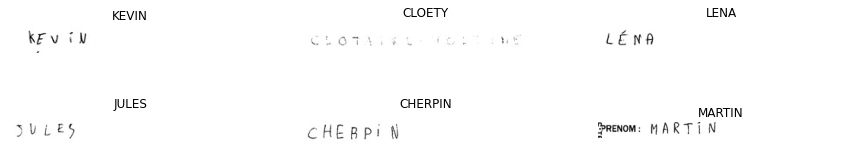 KEVIN CLOETY LENA
KEViN LÉNA
JULES CHERPIN MARTIN
JULES CHERPiN PRENOM: MARTiN